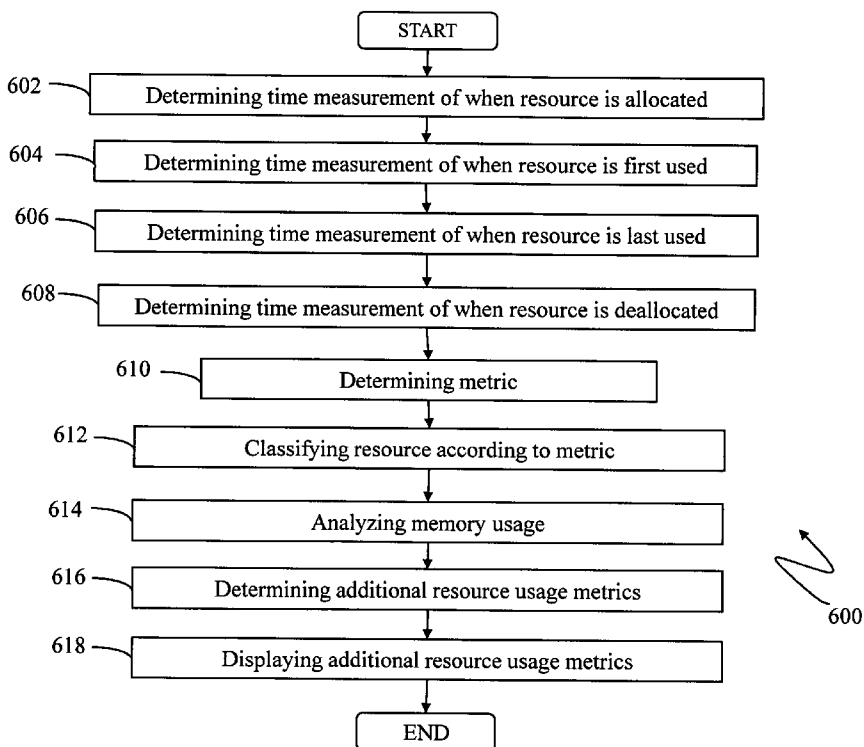 START
602
Determining time measurement of when resource is allocated
604
Determining time measurement of when resource is first used
606
Determining time measurement of when resource is last used
608
Determining time measurement of when resource is deallocated
610
Determining metric
612
Classifying resource according to metric
614
Analyzing memory usage
616
Determining additional resource usage metrics
600
618
Displaying additional resource usage metrics
END